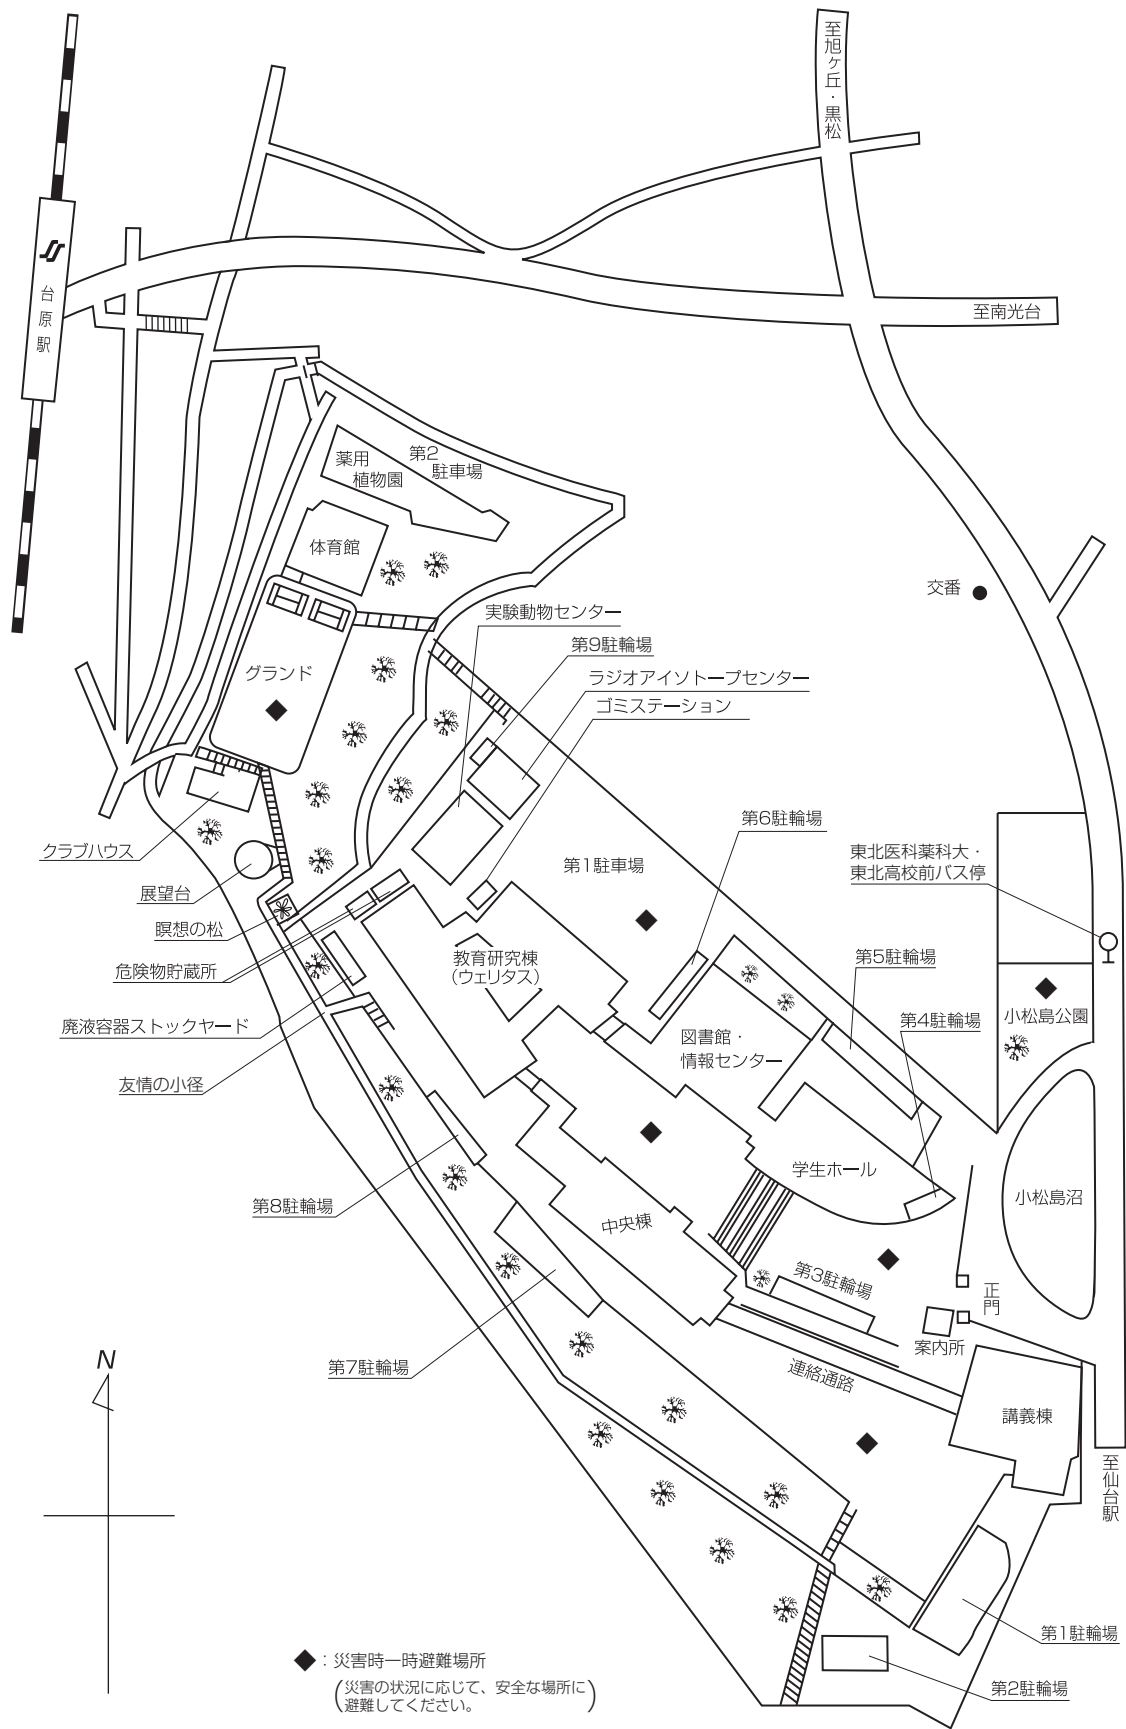 至旭ヶ丘・黒松
台原駅
至南光台
第2
駐車場
薬用
植物園
体育館
交番
実験動物センター
第9駐輪場
グランド
ラジオアイソトープセンター
ゴミステーション
第6駐輪場
クラブハウス
第1駐車場
東北医科薬科大・
東北高校前バス停
展望台
瞑想の松
教育研究棟
(ウェリタス)
第5駐輪場
危険物貯蔵所
小松島公園
第4駐輪場
廃液容器ストックヤード
図書館・
情報センター
友情の小径
学生ホール
小松島沼
第8駐輪場
中央棟
第3駐輪場
正門
案内所
N
第7駐輪場
連絡通路
講義棟
至仙台駅
第1駐輪場
◆：災害時一時避難場所
(災害の状況に応じて、安全な場所に
避難してください。)
第2駐輪場